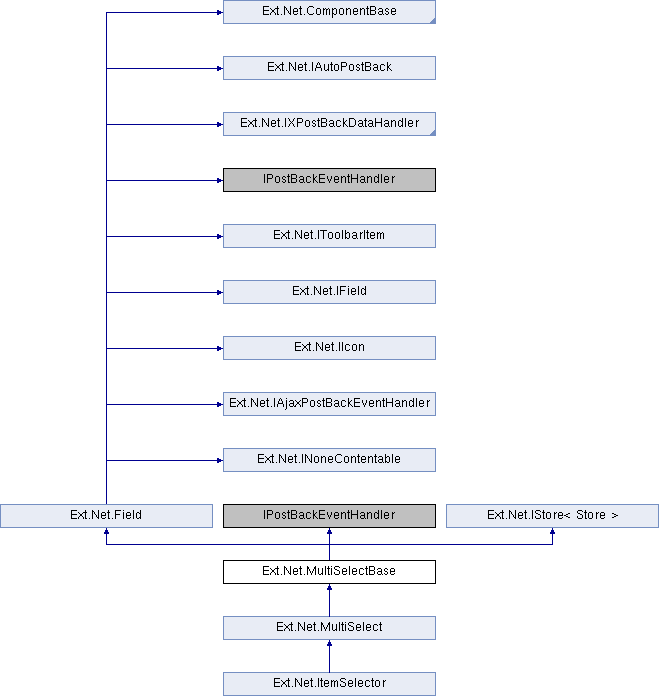 Ext.Net.ComponentBase
Ext.Net.IAutoPostBack
Ext.Net.IXPostBackDataHandler
IPostBackEventHandler
Ext.Net.IToolbarItem
Ext.Net.IField
Ext.Net.IIcon
Ext.Net.IAjaxPostBackEventHandler
Ext.Net.INoneContentable
Ext.Net.Field IPostBackEventHandler Ext.Net.IStore< Store >
Ext.Net.MultiSelectBase
Ext.Net.MultiSelect
Ext.Net.ItemSelector